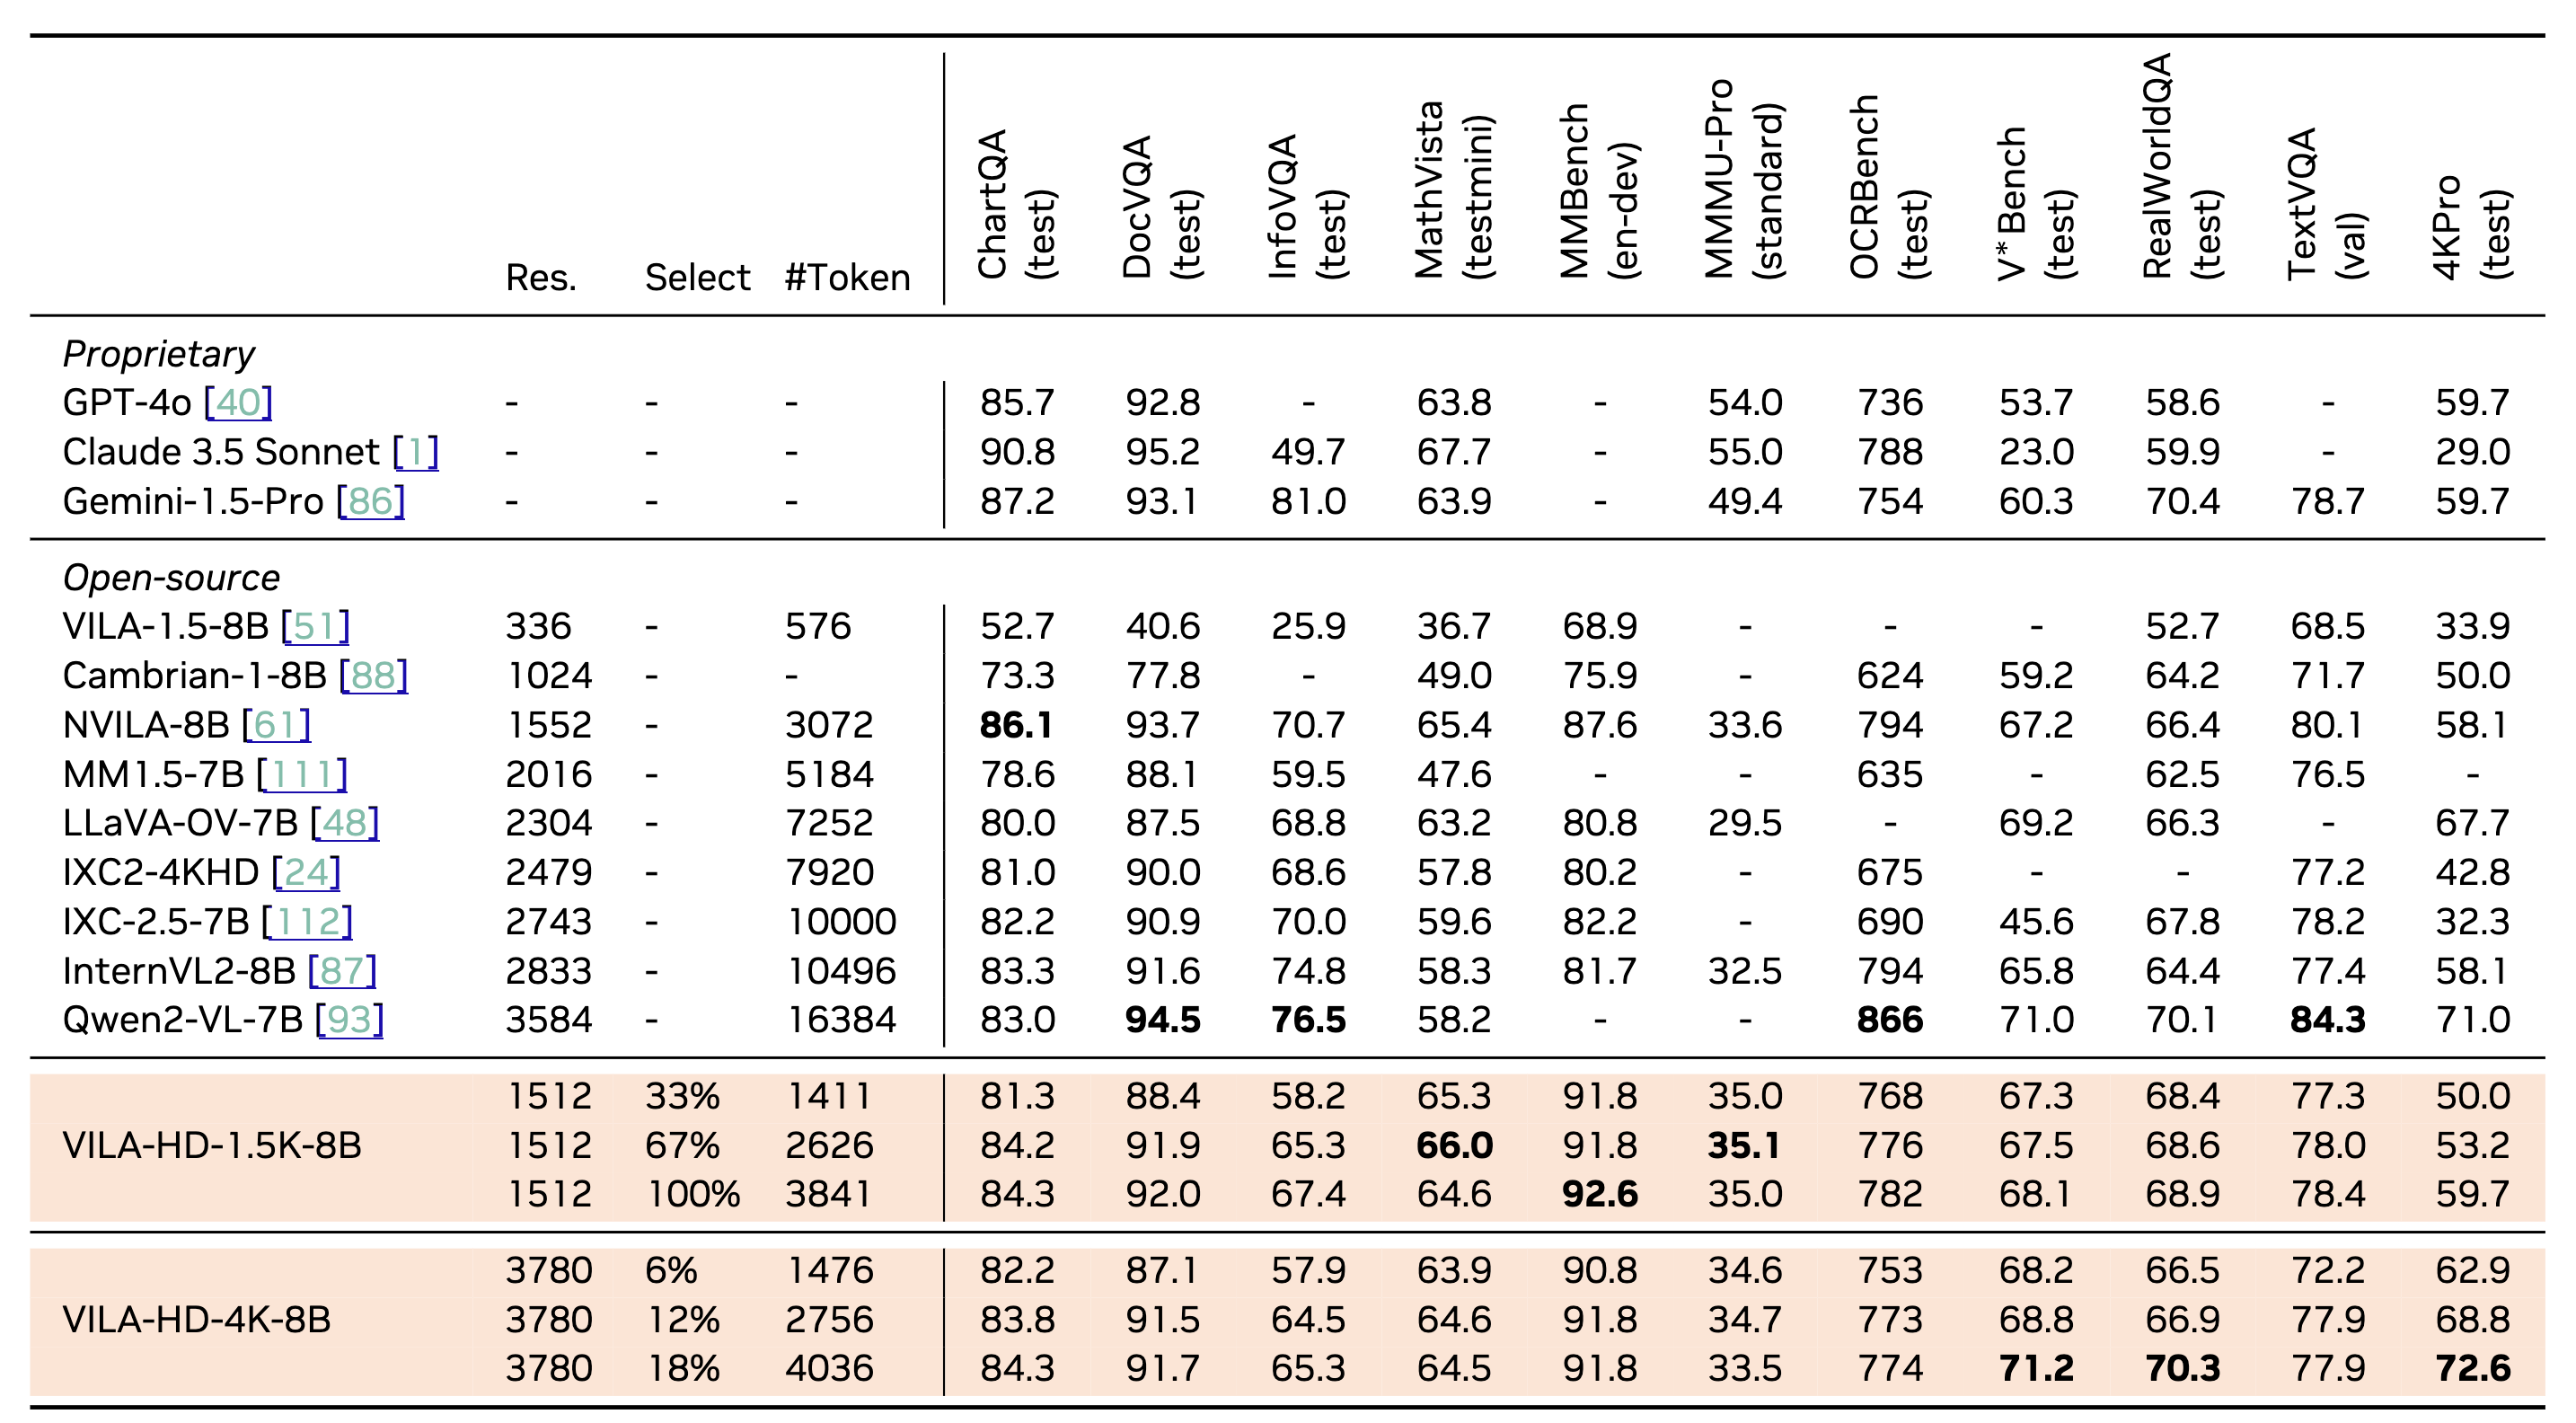 Res. Select #Token ChartQA (test) DocVQA (test) InfoVQA (test) MathVista (testmini) MMBench (en-dev) MMMU-Pro (standard) OCRBench (test) V*Bench (test) RealWorldQA (test) TextVQA (val) 4KPro (test)
Proprietary
GPT-4o [40] - - - 85.7 92.8 - 63.8 - 54.0 736 53.7 58.6 - 59.7
Claude 3.5 Sonnet [1] - - - 90.8 95.2 49.7 67.7 - 55.0 788 23.0 59.9 - 29.0
Gemini-1.5-Pro [86] - - - 87.2 93.1 81.0 63.9 - 49.4 754 60.3 70.4 78.7 59.7
Open-source
VILA-1.5-8B [51] 336 - 576 52.7 40.6 25.9 36.7 68.9 - - - 52.7 68.5 33.9
Cambrian-1-8B [88] 1024 - - 73.3 77.8 - 49.0 75.9 - 624 59.2 64.2 71.7 50.0
NVILA-8B [61] 1552 - 3072 86.1 93.7 70.7 65.4 87.6 33.6 794 67.2 66.4 80.1 58.1
MM1.5-7B [111] 2016 - 5184 78.6 88.1 59.5 47.6 - - 635 - 62.5 76.5 -
LLaVA-OV-7B [48] 2304 - 7252 80.0 87.5 68.8 63.2 80.8 29.5 - 69.2 66.3 - 67.7
IXC2-4KHD [24] 2479 - 7920 81.0 90.0 68.6 57.8 80.2 - 675 - - 77.2 42.8
IXC-2.5-7B [112] 2743 - 10000 82.2 90.9 70.0 59.6 82.2 - 690 45.6 67.8 78.2 32.3
InternVL2-8B [87] 2833 - 10496 83.3 91.6 74.8 58.3 81.7 32.5 794 65.8 64.4 77.4 58.1
Qwen2-VL-7B [93] 3584 - 16384 83.0 94.5 76.5 58.2 - - 866 71.0 70.1 84.3 71.0
1512 33% 1411 81.3 88.4 58.2 65.3 91.8 35.0 768 67.3 68.4 77.3 50.0
VILA-HD-1.5K-8B 1512 67% 2626 84.2 91.9 65.3 66.0 91.8 35.1 776 67.5 68.6 78.0 53.2
1512 100% 3841 84.3 92.0 67.4 64.6 92.6 35.0 782 68.1 68.9 78.4 59.7
3780 6% 1476 82.2 87.1 57.9 63.9 90.8 34.6 753 68.2 66.5 72.2 62.9
VILA-HD-4K-8B 3780 12% 2756 83.8 91.5 64.5 64.6 91.8 34.7 773 68.8 66.9 77.9 68.8
3780 18% 4036 84.3 91.7 65.3 64.5 91.8 33.5 774 71.2 70.3 77.9 72.6